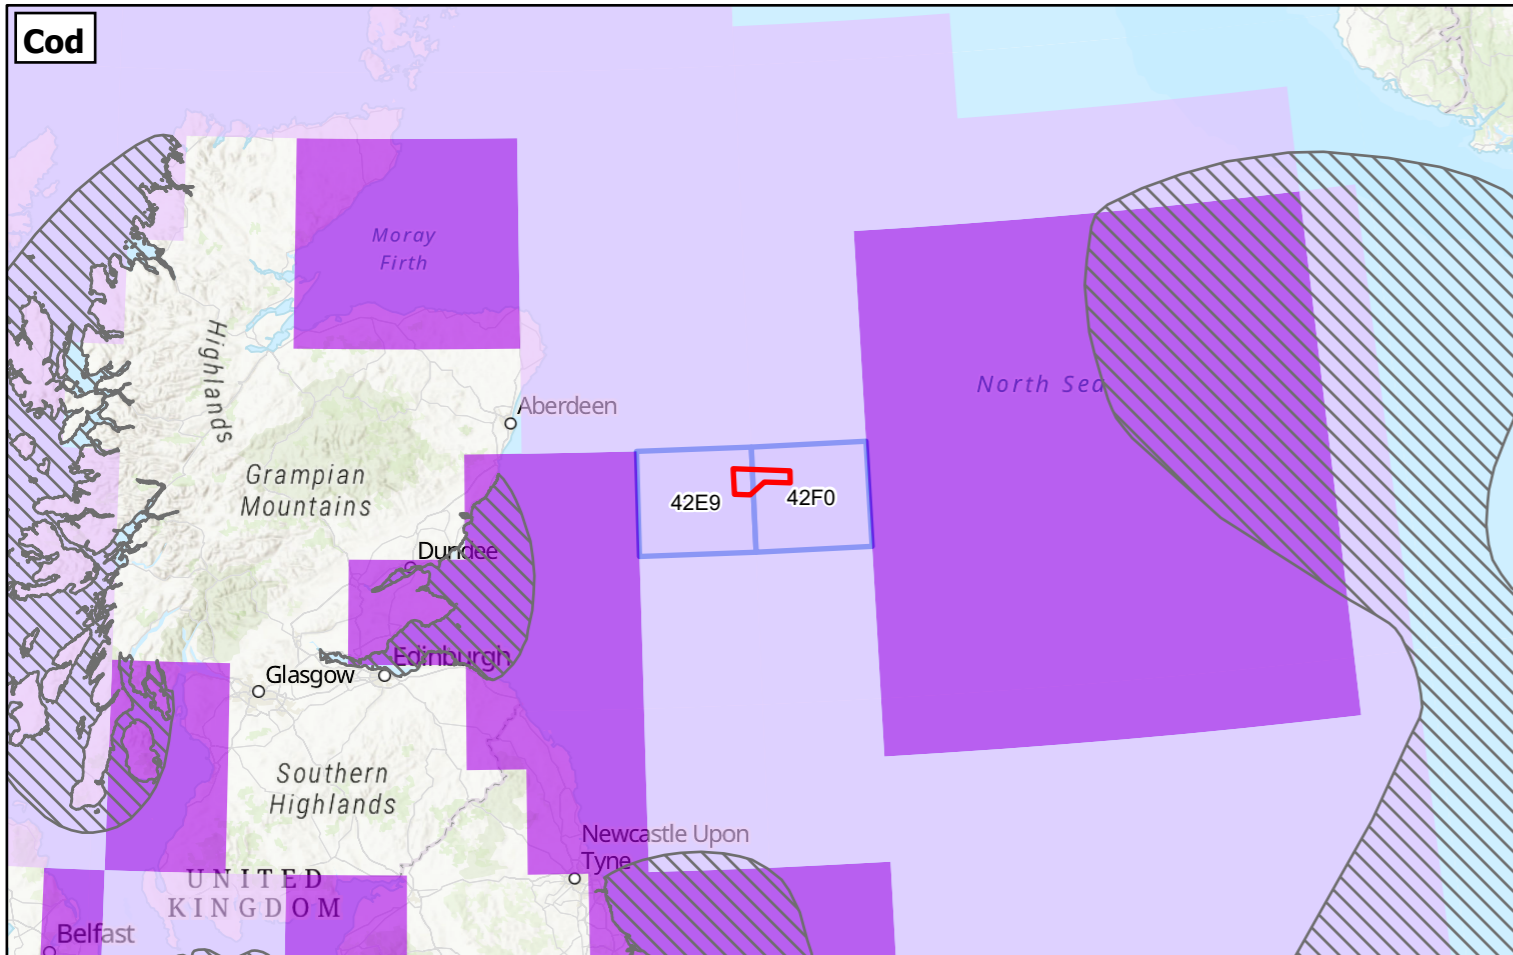 Cod
Moray
Firth
Highlands
North Sea
Aberdeen
Grampian
Mountains
42E9
42F0
Dundee
Edinburgh
Glasgow
Southern
Highlands
Newcastle Upon
Tyne
UNITED
KINGDOM
Belfast